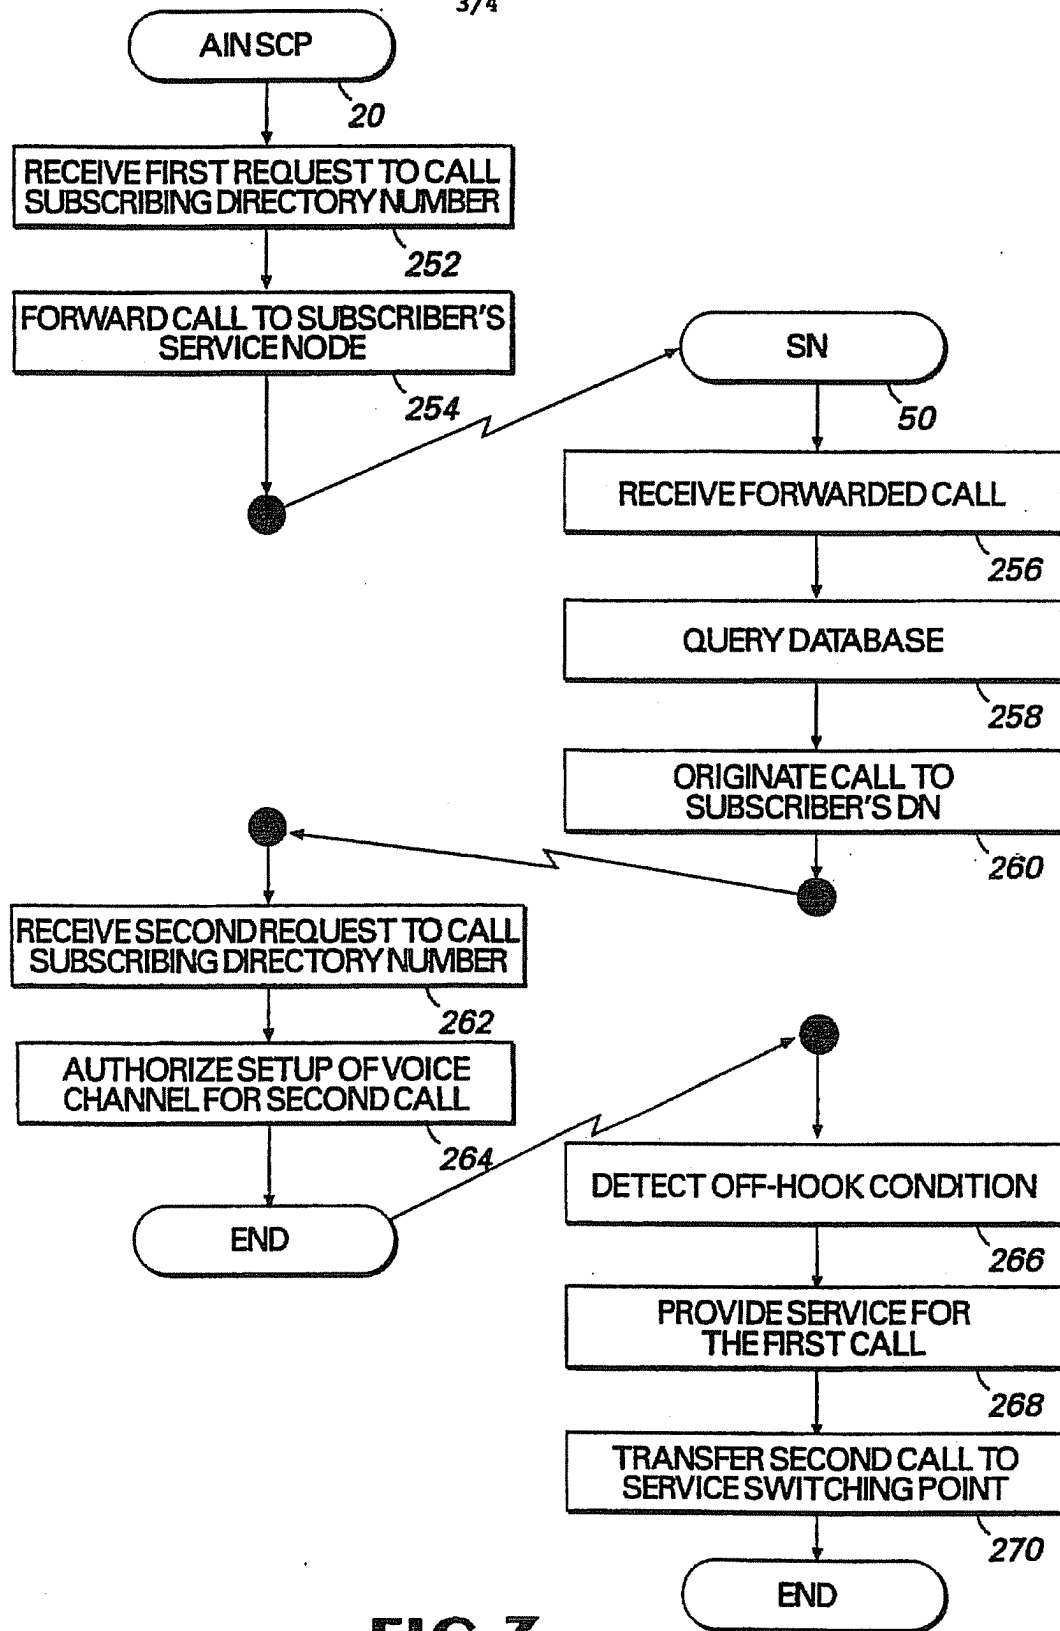 3/4
AIN SCP
20
RECEIVE FIRST REQUEST TO CALL
SUBSCRIBING DIRECTORY NUMBER
252
FORWARD CALL TO SUBSCRIBER'S
SERVICE NODE
254
SN
50
RECEIVE FORWARDED CALL
256
QUERY DATABASE
258
ORIGINATE CALL TO
SUBSCRIBER'S DN
260
RECEIVE SECOND REQUEST TO CALL
SUBSCRIBING DIRECTORY NUMBER
262
AUTHORIZE SETUP OF VOICE
CHANNEL FOR SECOND CALL
264
END
DETECT OFF-HOOK CONDITION
266
PROVIDE SERVICE FOR
THE FIRST CALL
268
TRANSFER SECOND CALL TO
SERVICE SWITCHING POINT
270
END
FIG 3